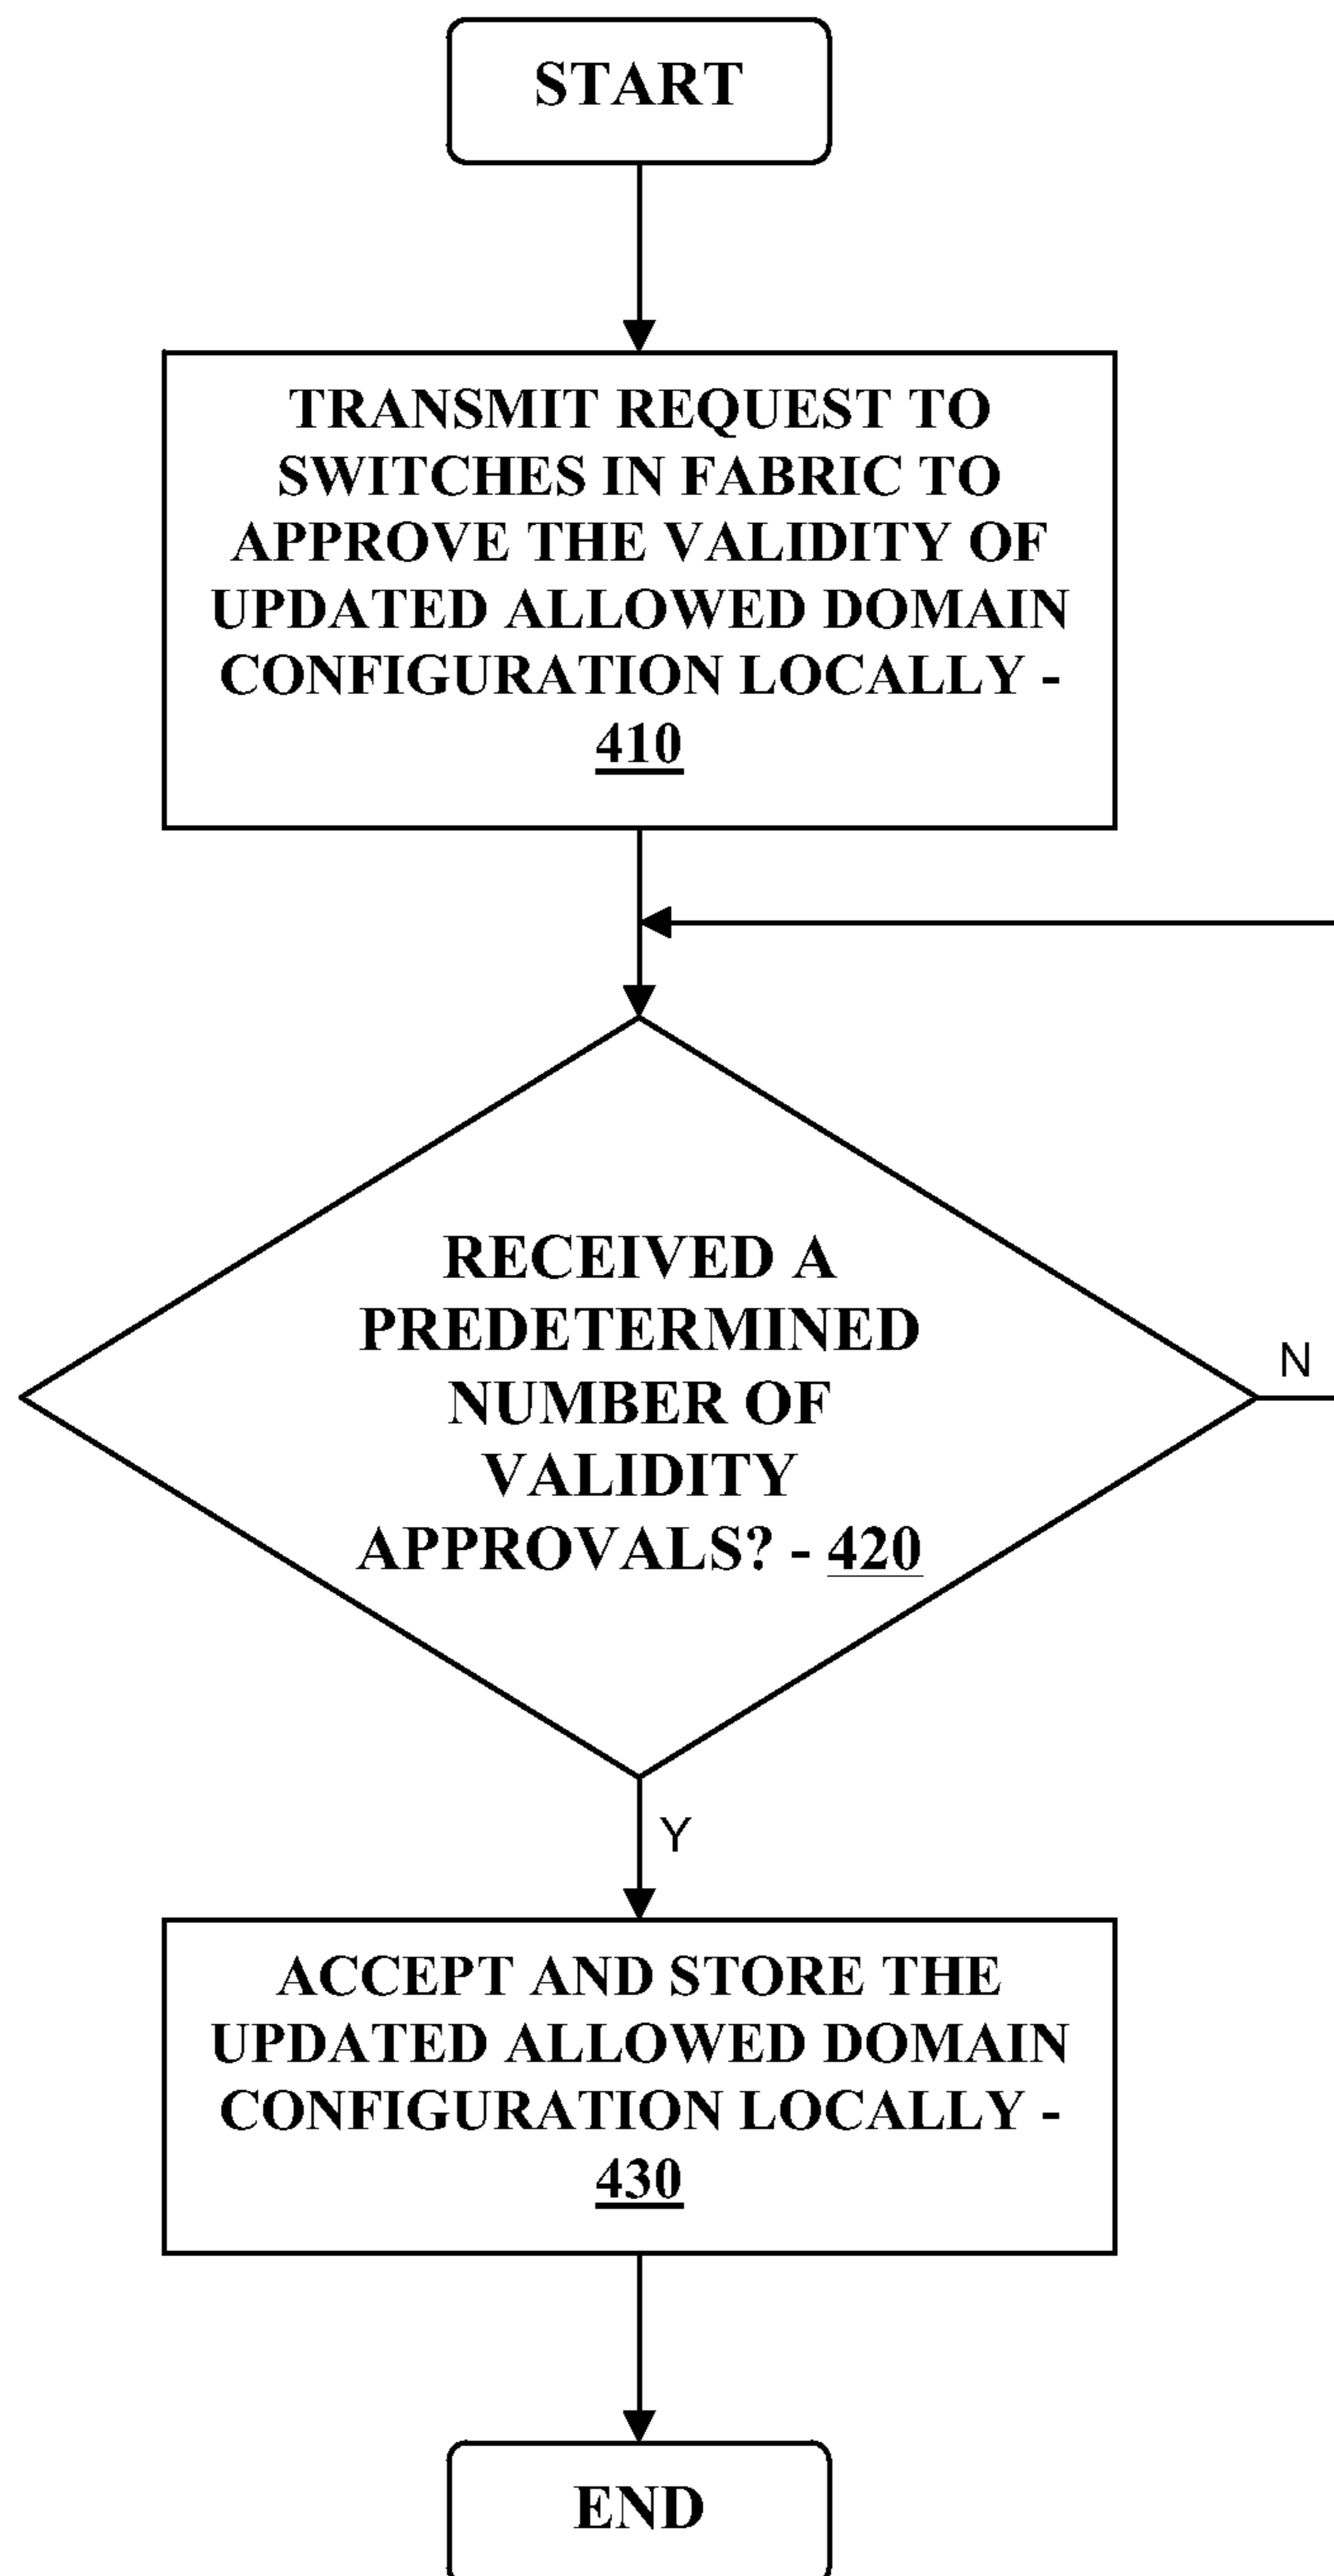 START
TRANSMIT REQUEST TO
SWITCHES IN FABRIC TO
APPROVE THE VALIDITY OF
UPDATED ALLOWED DOMAIN
CONFIGURATION LOCALLY -
410
RECEIVED A
PREDETERMINED
NUMBER OF
VALIDITY
APPROVALS? - 420
N
Y
ACCEPT AND STORE THE
UPDATED ALLOWED DOMAIN
CONFIGURATION LOCALLY -
430
END